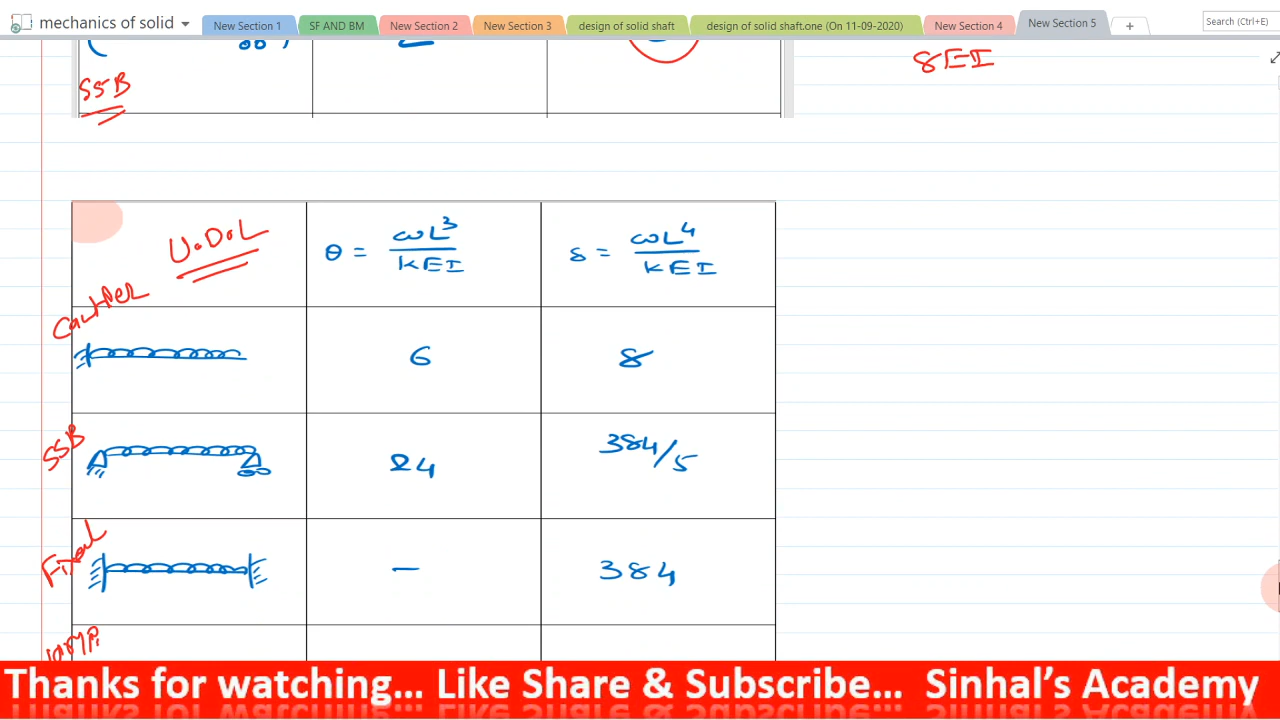 mechanics of solid
New Section 1
SF AND BM
New Section 2
New Section 3
design of solid shaft
design of solid shaft.one (On 11-09-2020)
New Section 4
New Section 5
+
Search (Ctrl+E)
8EI
SSB
U.D.L
θ = ωL³/KEI
δ = ωL⁴/KEI
6
8
SSB
24
384/5
Fixed
—
384
Thanks for watching... Like Share & Subscribe... Sinhal's Academy